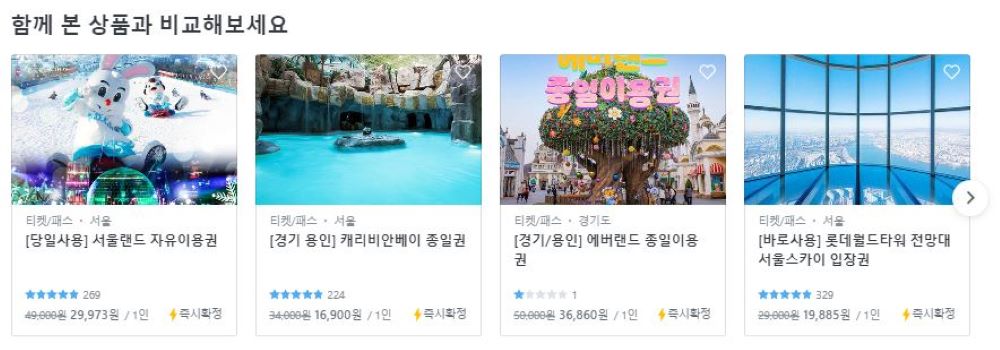 함께 본 상품과 비교해보세요
에버랜드
종일이용권
티켓/패스 · 서울
[당일사용] 서울랜드 자유이용권
269
49,000원 29,973원 / 1인 즉시확정
티켓/패스 · 서울
[경기 용인] 캐리비안베이 종일권
224
34,000원 16,900원 / 1인 즉시확정
티켓/패스 · 경기도
[경기/용인] 에버랜드 종일이용
권
1
50,000원 36,860원 / 1인 즉시확정
티켓/패스 · 서울
[바로사용] 롯데월드타워 전망대
서울스카이 입장권
329
29,000원 19,885원 / 1인 즉시확정